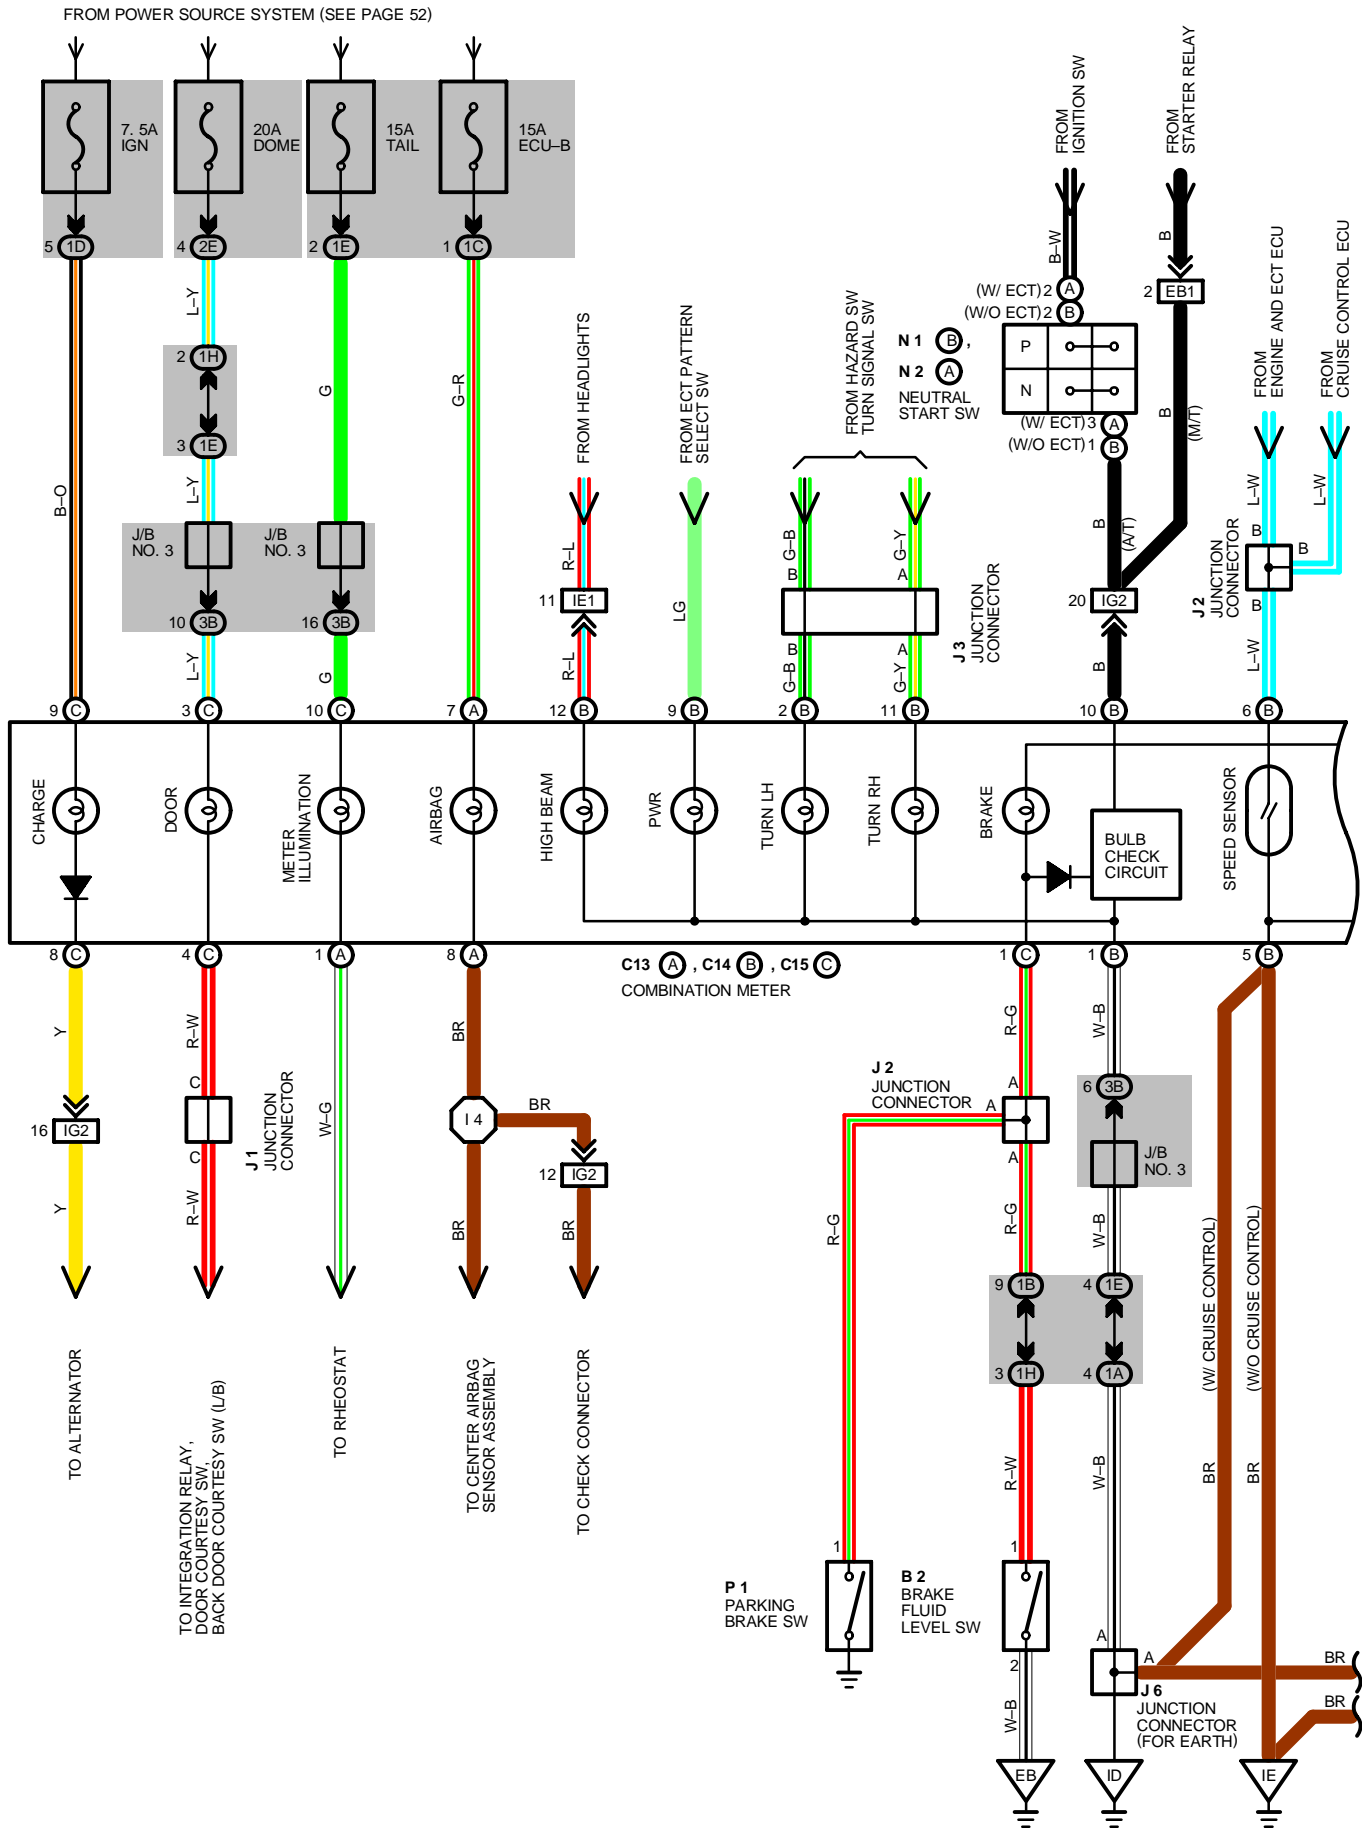 FROM POWER SOURCE SYSTEM (SEE PAGE 52)
7. 5A
IGN
20A
DOME
15A
TAIL
15A
ECU–B
5 1D
4 2E
2 1E
1 1C
B–O
L–Y
2 1H
3 1E
L–Y
J/B
NO. 3
10 3B
L–Y
G
J/B
NO. 3
16 3B
G
G–R
FROM HEADLIGHTS
R–L
11 IE1
R–L
FROM ECT PATTERN
SELECT SW
LG
FROM HAZARD SW
TURN SIGNAL SW
G–B
B
G–Y
A
B
G–B
A
G–Y
J 3
JUNCTION
CONNECTOR
FROM
IGNITION SW
B–W
(W/ ECT) 2 A
(W/O ECT) 2 B
N 1 B ,
N 2 A
NEUTRAL
START SW
P
N
(W/ ECT) 3 A
(W/O ECT) 1 B
B
(A/T)
FROM
STARTER RELAY
B
2 EB1
B
(M/T)
20 IG2
B
FROM
ENGINE AND ECT ECU
FROM
CRUISE CONTROL ECU
L–W
L–W
B
B
B
J 2
JUNCTION
CONNECTOR
L–W
9 C
3 C
10 C
7 A
12 B
9 B
2 B
11 B
10 B
6 B
CHARGE
DOOR
METER
ILLUMINATION
AIRBAG
HIGH BEAM
PWR
TURN LH
TURN RH
BRAKE
BULB
CHECK
CIRCUIT
SPEED SENSOR
8 C
4 C
1 A
8 A
C13 A , C14 B , C15 C
COMBINATION METER
1 C
1 B
5 B
Y
16 IG2
Y
TO ALTERNATOR
R–W
C
C
R–W
J 1
JUNCTION
CONNECTOR
TO INTEGRATION RELAY,
DOOR COURTESY SW,
BACK DOOR COURTESY SW (L/B)
W–G
TO RHEOSTAT
BR
I 4
BR
BR
TO CENTER AIRBAG
SENSOR ASSEMBLY
12 IG2
BR
TO CHECK CONNECTOR
R–G
J 2
JUNCTION
CONNECTOR
A
A
A
R–G
R–G
9 1B
3 1H
R–W
1
P 1
PARKING
BRAKE SW
1
B 2
BRAKE
FLUID
LEVEL SW
2
W–B
EB
W–B
6 3B
J/B
NO. 3
W–B
4 1E
4 1A
W–B
A
A
J 6
JUNCTION
CONNECTOR
(FOR EARTH)
ID
(W/ CRUISE CONTROL)
BR
(W/O CRUISE CONTROL)
BR
BR
BR
IE